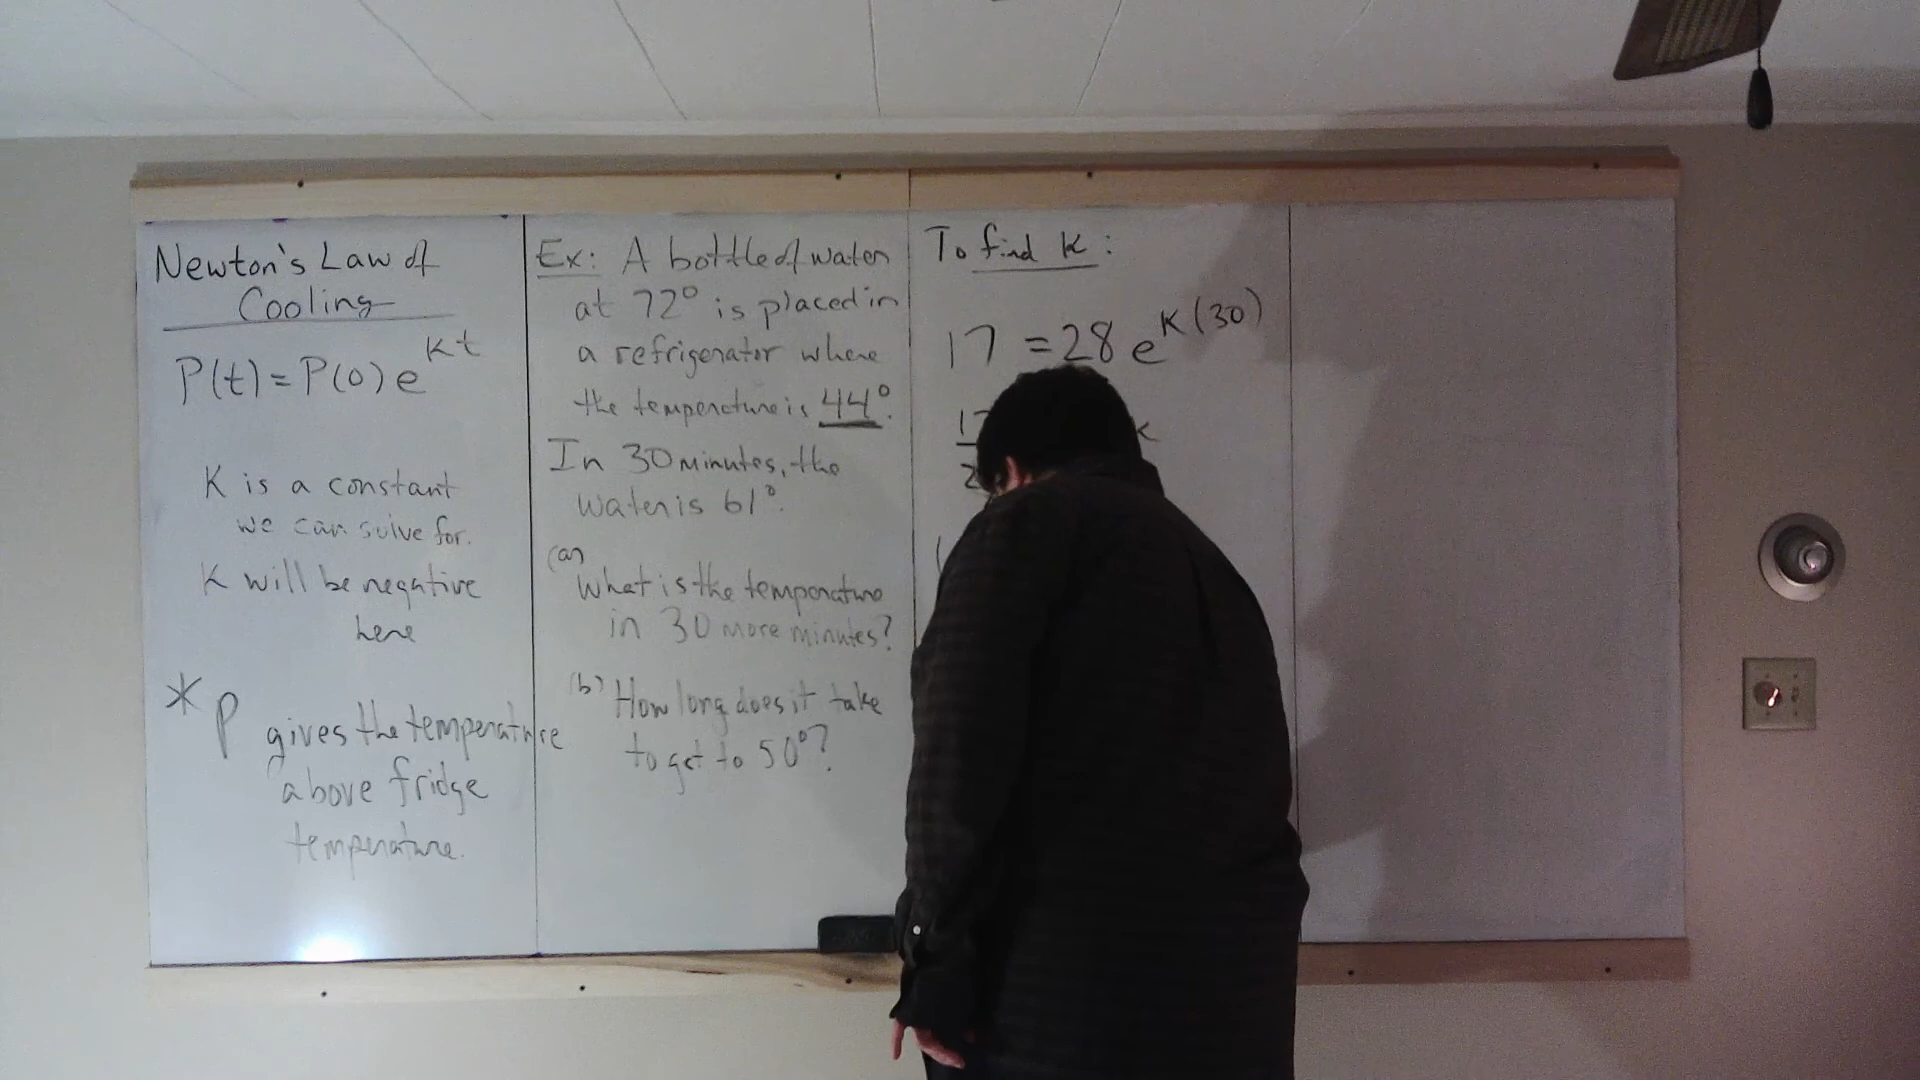 Newton's Law of
Cooling
P(t) = P(0) e^{Kt}
K is a constant
we can solve for.
K will be negative
here
* P gives the temperature
above fridge
temperature.
Ex: A bottle of water
at 72° is placed in
a refrigerator where
the temperature is 44°.
In 30 minutes, the
water is 61°.
(a)
What is the temperature
in 30 more minutes?
(b) How long does it take
to get to 50°?
To find K:
17 = 28 e^{K(30)}